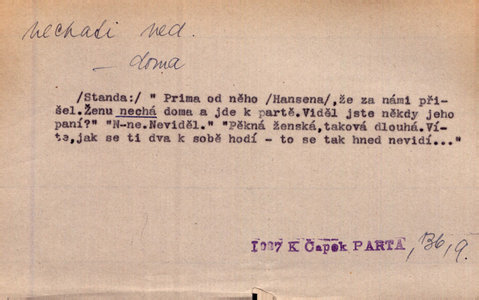 nechati ned.
— doma
/Standa:/ " Prima od něho /Hansena/,že za námi při-
šel.Ženu nechá doma a jde k partě.Viděl jste někdy jeho
paní?" "N-ne.Neviděl." "Pěkná ženská,taková dlouhá.Ví-
te,jak se ti dva k sobě hodí - to se tak hned nevidí..."
1937 K Čapek PARTA, 136,9.